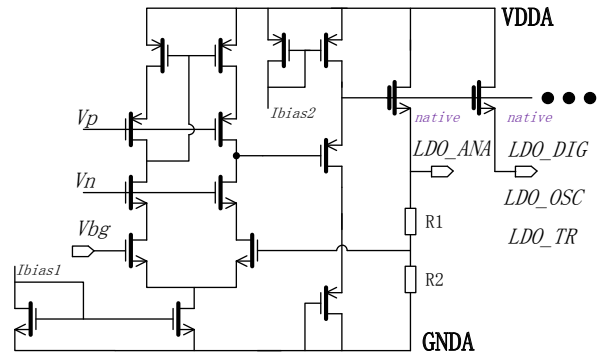 VDDA
Vp
Ibias2
native
native
LDO_ANA
LDO_DIG
Vn
LDO_OSC
Vbg
R1
LDO_TR
Ibias1
R2
GNDA